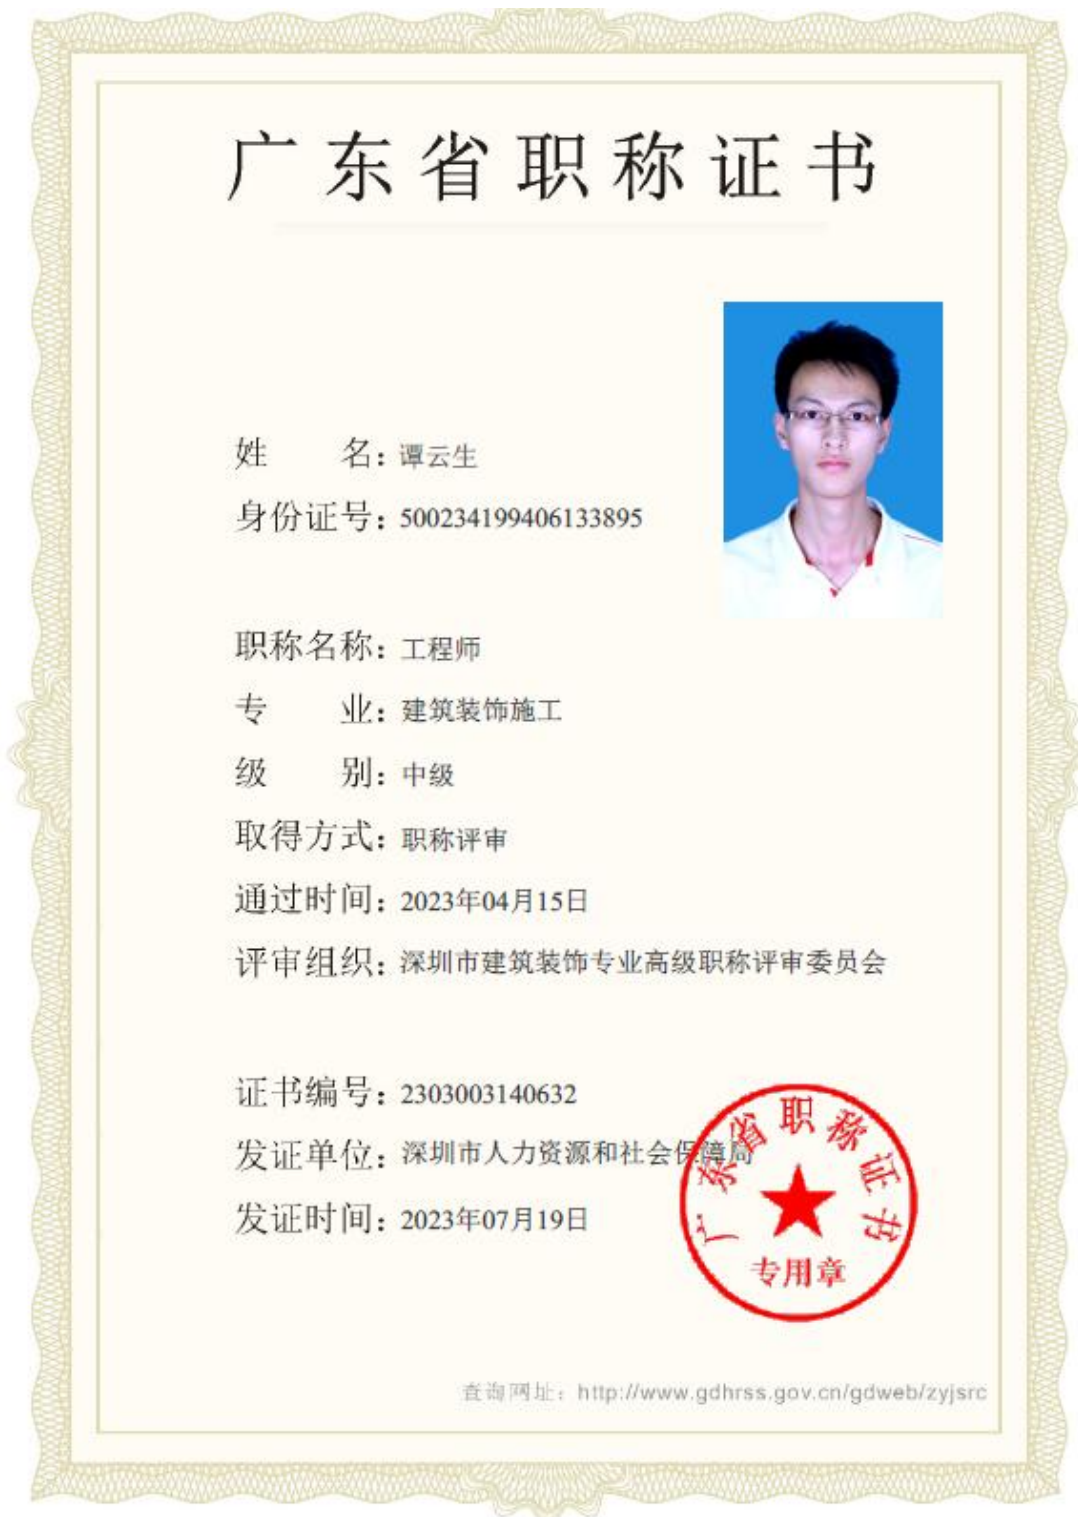 广东省职称证书
姓 名：谭云生
身份证号：500234199406133895
职称名称：工程师
专 业：建筑装饰施工
级 别：中级
取得方式：职称评审
通过时间：2023年04月15日
评审组织：深圳市建筑装饰专业高级职称评审委员会
证书编号：2303003140632
发证单位：深圳市人力资源和社会保障局
发证时间：2023年07月19日
广东省职称证书
专用章
查询网址：http://www.gdhrss.gov.cn/gdweb/zyjsrc